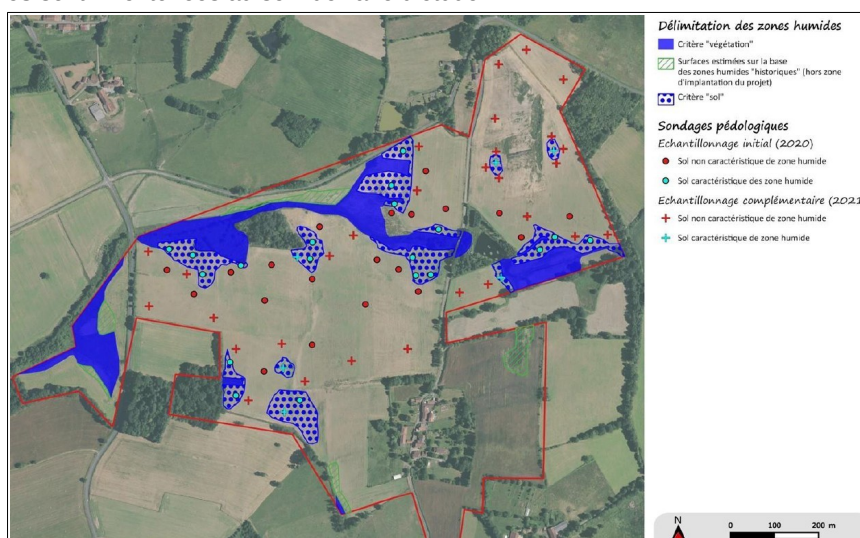 Délimitation des zones humides
Critère "végétation"
Surfaces estimées sur la base
des zones humides "historiques" (hors zone
d'implantation du projet)
Critère "sol"
Sondages pédologiques
Echantillonnage initial (2020)
Sol non caractéristique de zone humide
Sol caractéristique des zone humide
Echantillonnage complémentaire (2021
Sol non caractéristique de zone humide
Sol caractéristique de zone humide
N
0 100 200 m